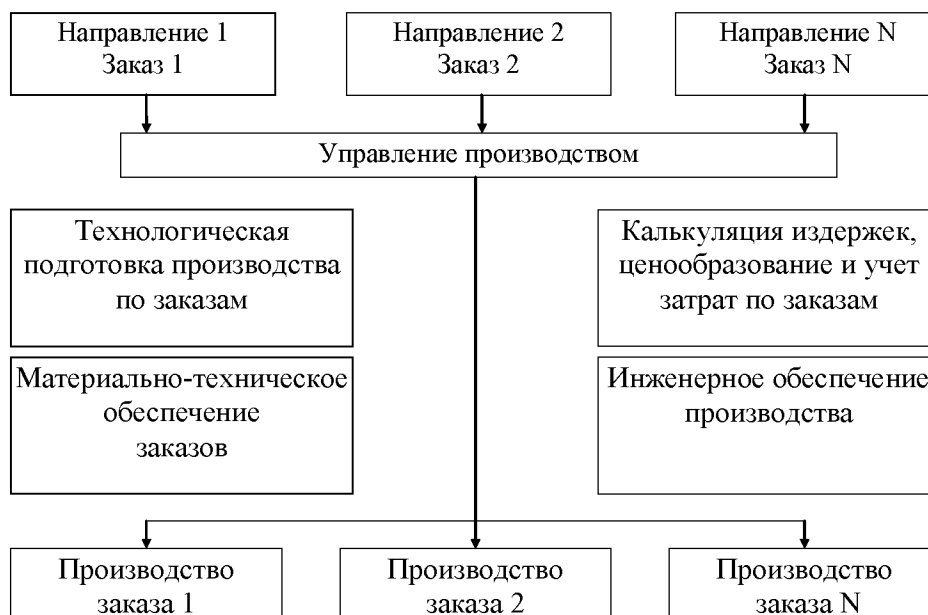 Направление 1
Заказ 1
Направление 2
Заказ 2
Направление N
Заказ N
Управление производством
Технологическая
подготовка производства
по заказам
Калькуляция издержек,
ценообразование и учет
затрат по заказам
Материально-техническое
обеспечение
заказов
Инженерное обеспечение
производства
Производство
заказа 1
Производство
заказа 2
Производство
заказа N